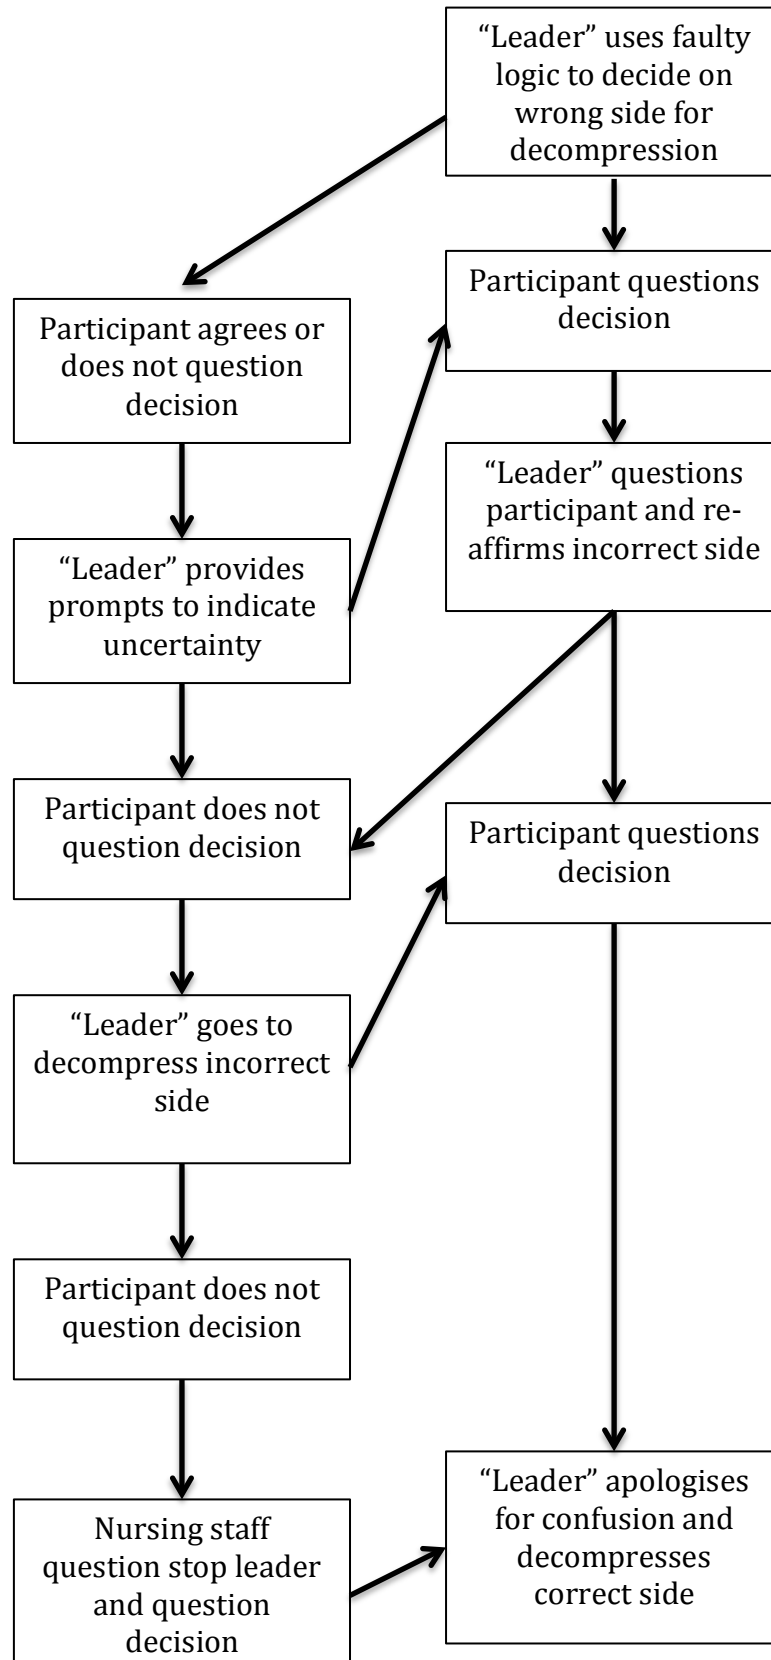 “Leader” uses faulty
logic to decide on
wrong side for
decompression
Participant questions
decision
Participant agrees or
does not question
decision
“Leader” questions
participant and re-
affirms incorrect side
“Leader” provides
prompts to indicate
uncertainty
Participant does not
question decision
Participant questions
decision
“Leader” goes to
decompress incorrect
side
Participant does not
question decision
“Leader” apologises
for confusion and
decompresses
correct side
Nursing staff
question stop leader
and question
decision